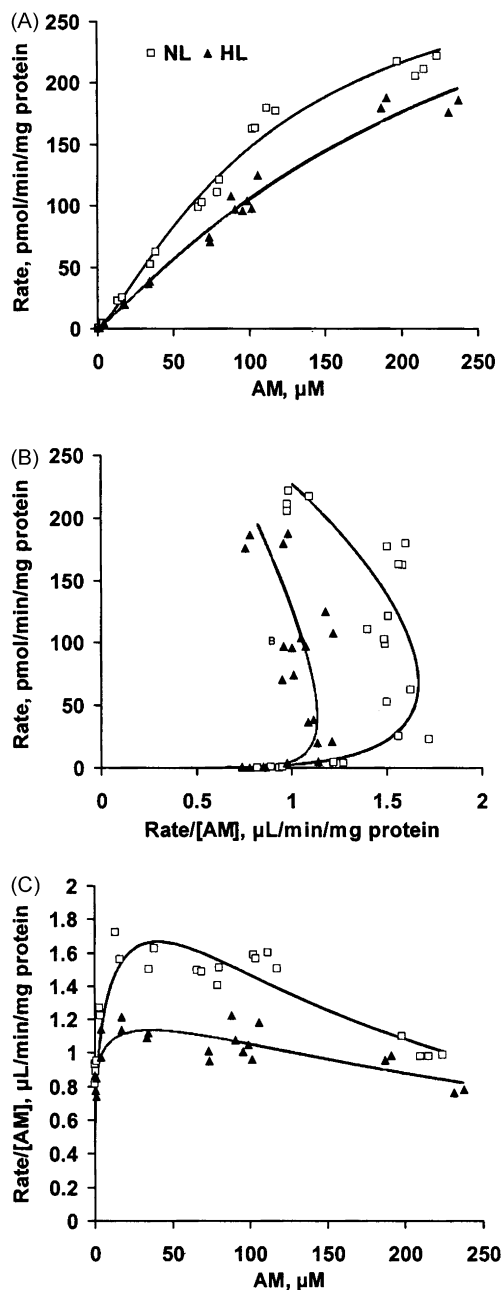 (A)
250
200
150
100
50
0
Rate, pmol/min/mg protein
NL HL
0 50 100 150 200 250
AM, µM
(B)
250
200
150
100
50
0
Rate, pmol/min/mg protein
B
0 0.5 1 1.5 2
Rate/[AM], µL/min/mg protein
(C)
2
1.8
1.6
1.4
1.2
1
0.8
0.6
0.4
0.2
0
Rate/[AM], µL/min/mg protein
0 50 100 150 200 250
AM, µM